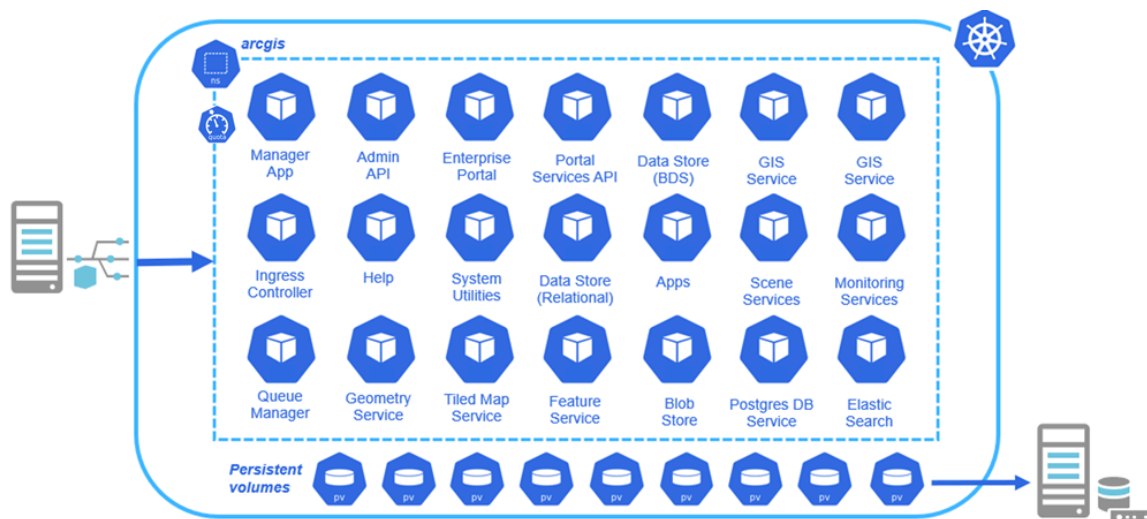 arcgis
ns
quota
Manager
App
Admin
API
Enterprise
Portal
Portal
Services API
Data Store
(BDS)
GIS
Service
GIS
Service
Ingress
Controller
Help
System
Utilities
Data Store
(Relational)
Apps
Scene
Services
Monitoring
Services
Queue
Manager
Geometry
Service
Tiled Map
Service
Feature
Service
Blob
Store
Postgres DB
Service
Elastic
Search
Persistent
volumes
pv
pv
pv
pv
pv
pv
pv
pv
pv